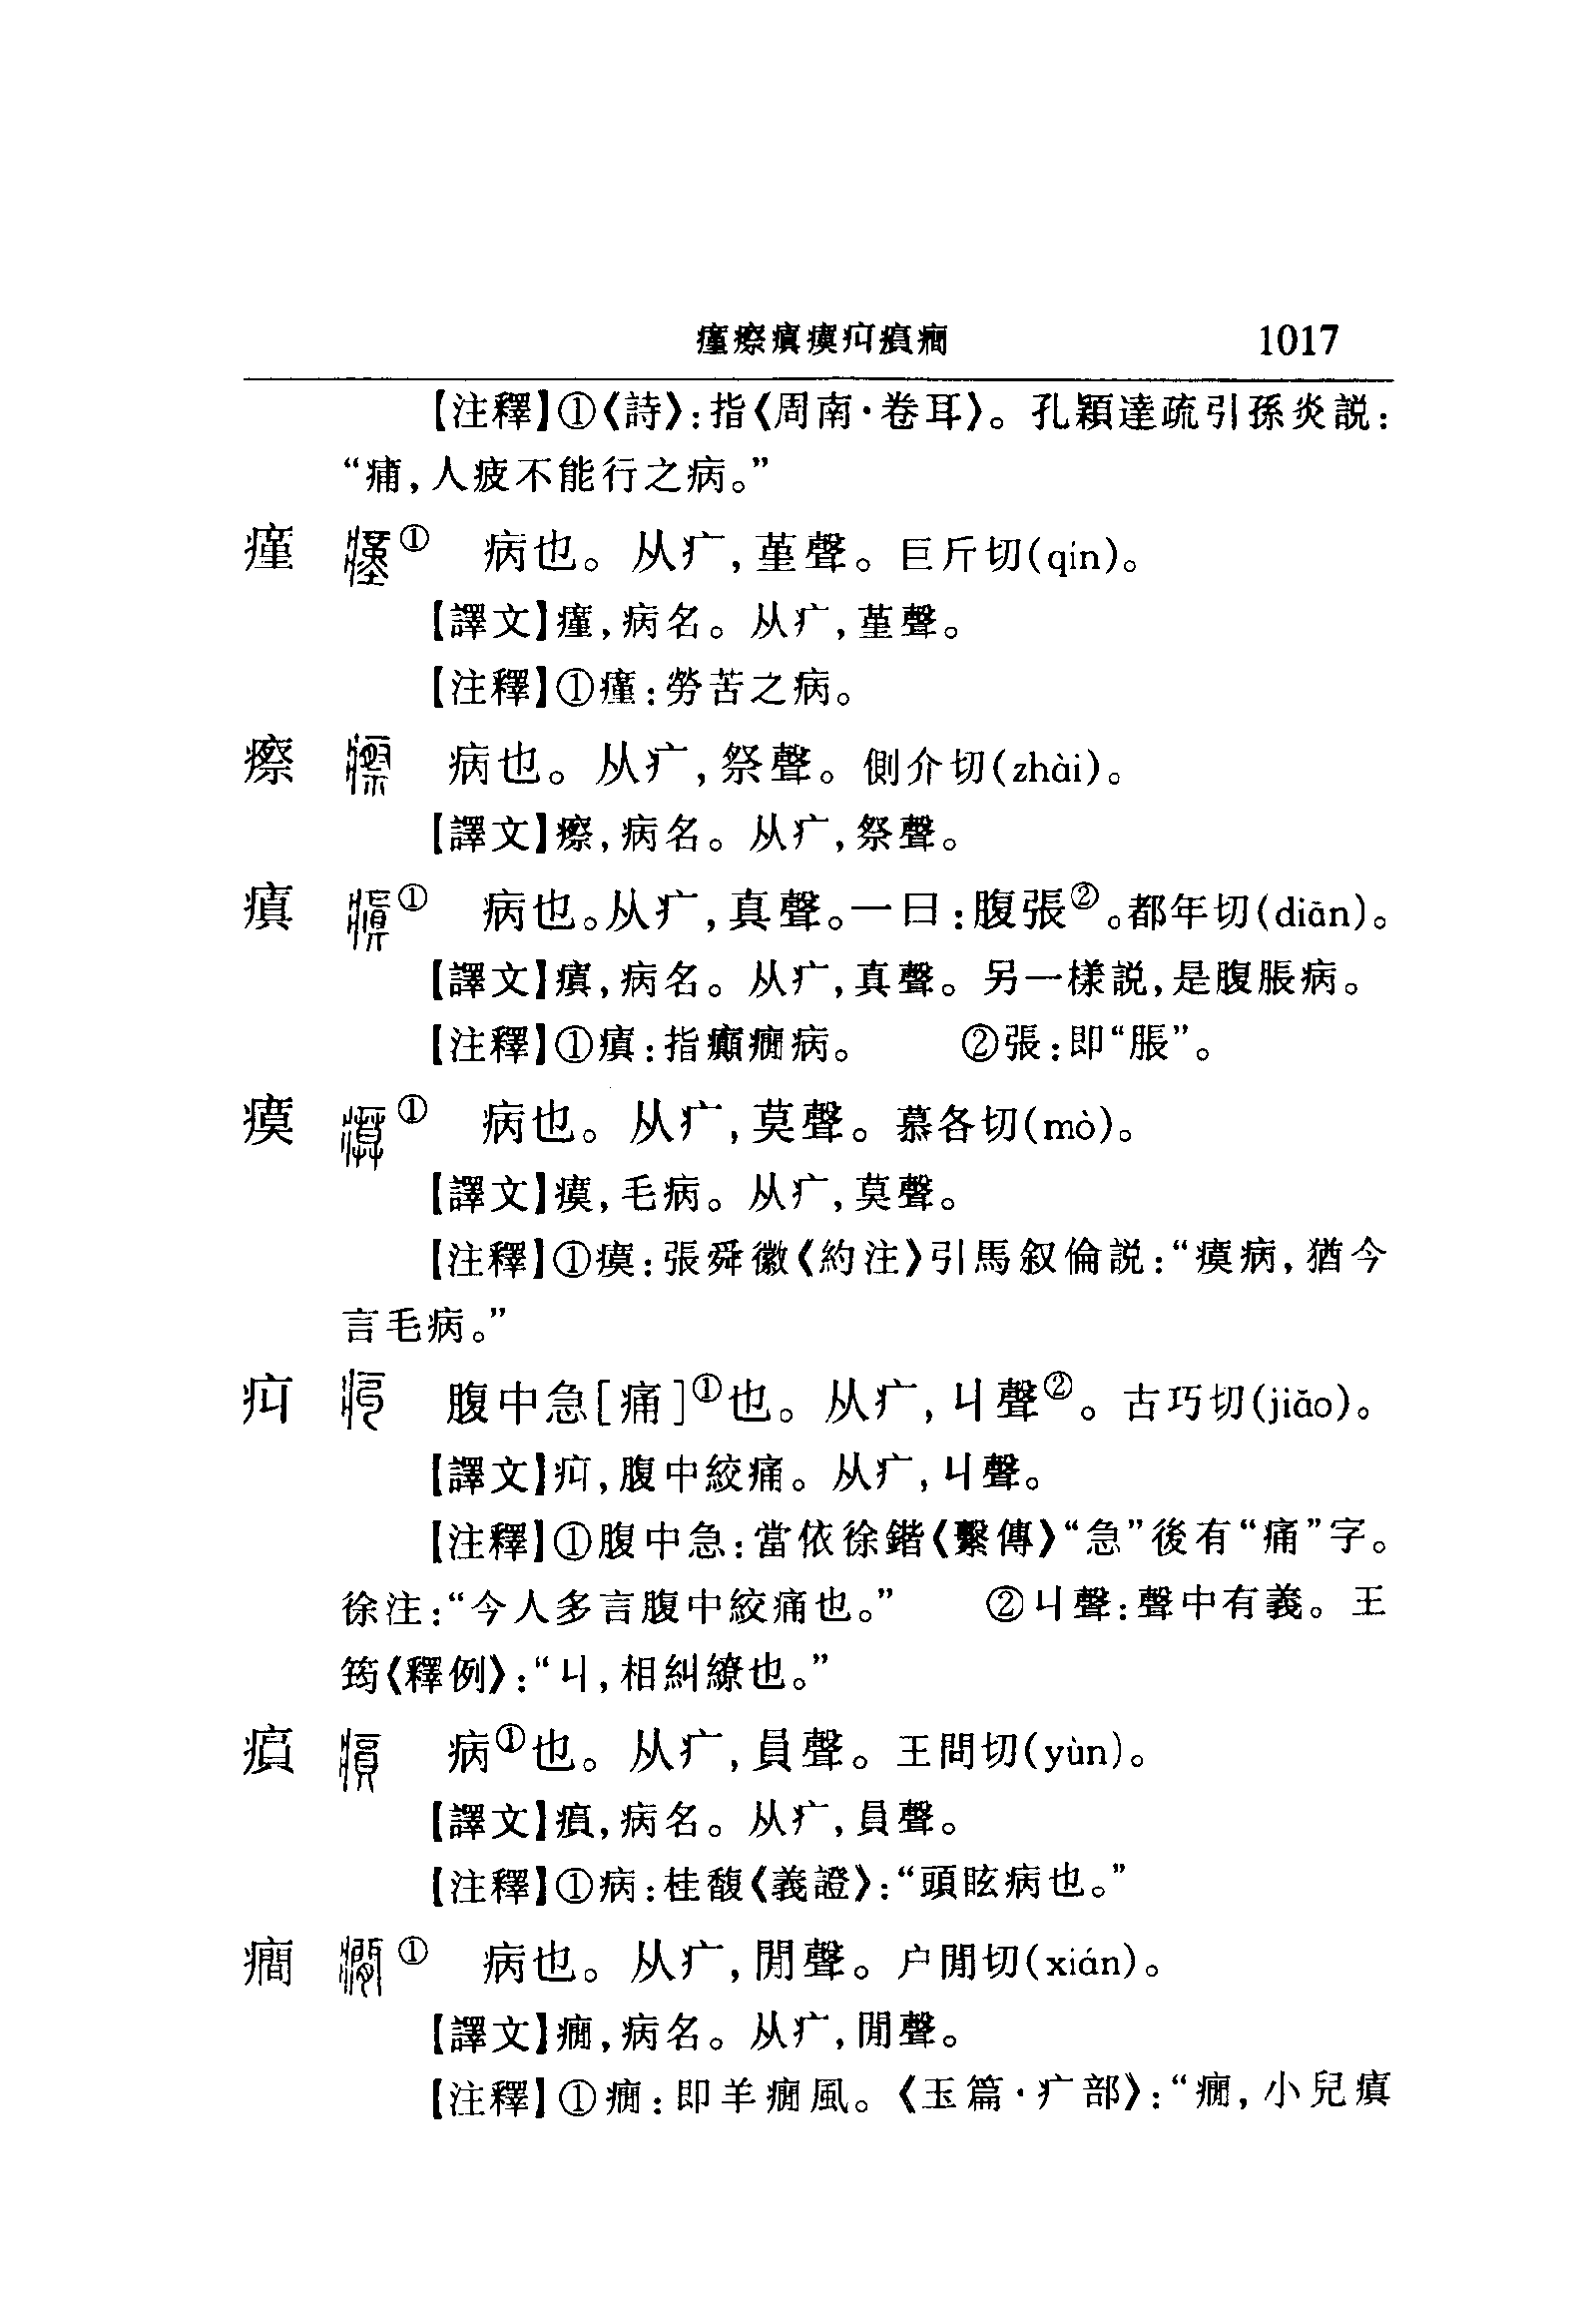 瘽瘵瘨瘼疝㾓癇 1017
【注釋】①〈詩〉:指〈周南·卷耳〉。孔穎達疏引孫炎説:
“痡,人疲不能行之病。”
瘽 ① 病也。从疒,堇聲。巨斤切(qín)。
【譯文】瘽,病名。从疒,堇聲。
【注釋】①瘽:勞苦之病。
瘵 病也。从疒,祭聲。側介切(zhài)。
【譯文】瘵,病名。从疒,祭聲。
瘨 ① 病也。从疒,真聲。一曰:腹張②。都年切(diān)。
【譯文】瘨,病名。从疒,真聲。另一樣説,是腹脹病。
【注釋】①瘨:指癲癇病。 ②張:即“脹”。
瘼 ① 病也。从疒,莫聲。慕各切(mò)。
【譯文】瘼,毛病。从疒,莫聲。
【注釋】①瘼:張舜徽〈約注〉引馬叙倫説:“瘼病,猶今
言毛病。”
㽱 腹中急[痛]①也。从疒,丩聲②。古巧切(jiǎo)。
【譯文】㽱,腹中絞痛。从疒,丩聲。
【注釋】①腹中急:當依徐鍇〈繫傳〉“急”後有“痛”字。
徐注:“今人多言腹中絞痛也。” ②丩聲:聲中有義。王
筠〈釋例〉:“丩,相糾繚也。”
㾓 病①也。从疒,員聲。王問切(yùn)。
【譯文】㾓,病名。从疒,員聲。
【注釋】①病:桂馥〈義證〉:“頭眩病也。”
癇 ① 病也。从疒,閒聲。户閒切(xián)。
【譯文】癇,病名。从疒,閒聲。
【注釋】①癇:即羊癇風。〈玉篇·疒部〉:“癇,小兒瘨